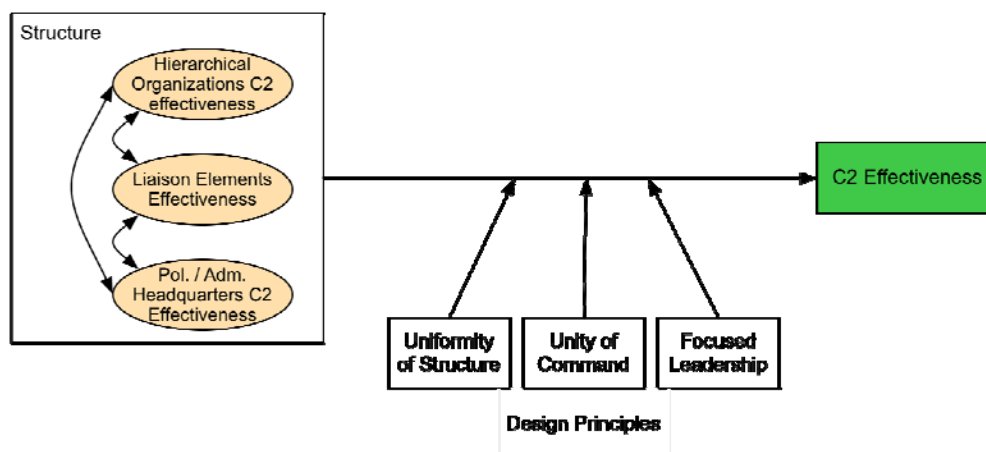 Structure
Hierarchical
Organizations C2
effectiveness
Liaison Elements
Effectiveness
Pol. / Adm.
Headquarters C2
Effectiveness
C2 Effectiveness
Uniformity
of Structure
Unity of
Command
Focused
Leadership
Design Principles